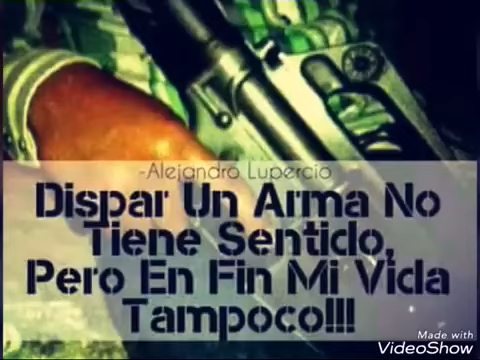 -Alejandro Lupercio
Dispar Un Arma No
Tiene Sentido,
Pero En Fin Mi Vida
Tampoco!!!
Made with
VideoShow